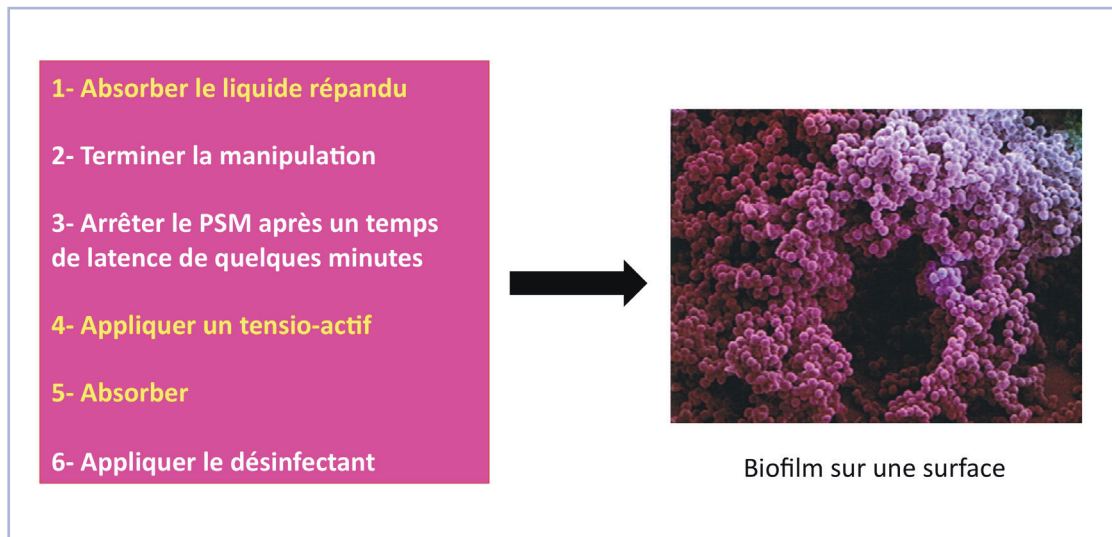 1- Absorber le liquide répandu
2- Terminer la manipulation
3- Arrêter le PSM après un temps
de latence de quelques minutes
4- Appliquer un tensio-actif
5- Absorber
6- Appliquer le désinfectant
Biofilm sur une surface